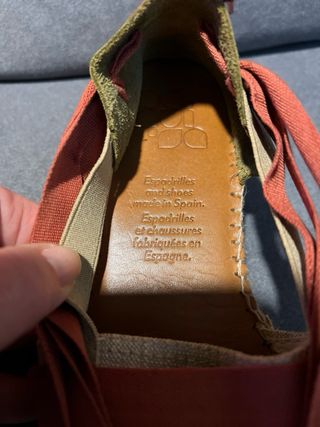 Espadrilles
and shoes
made in Spain.
Espadrilles
et chaussures
fabriquées en
Espagne.